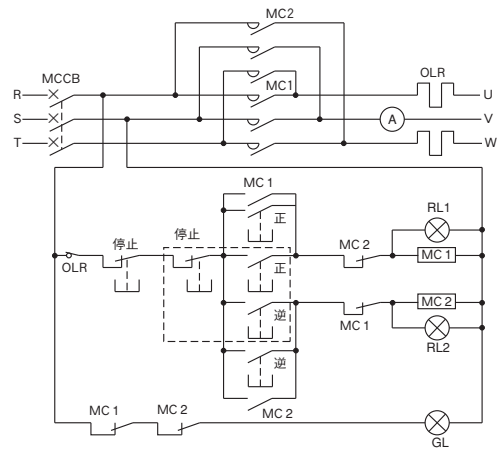 MC2
MCCB
OLR
R
MC1
U
S
A
V
T
W
MC 1
正
RL1
停止
停止
MC 2
正
MC 1
OLR
逆
MC 2
MC 1
逆
RL2
MC 2
MC 1
MC 2
GL